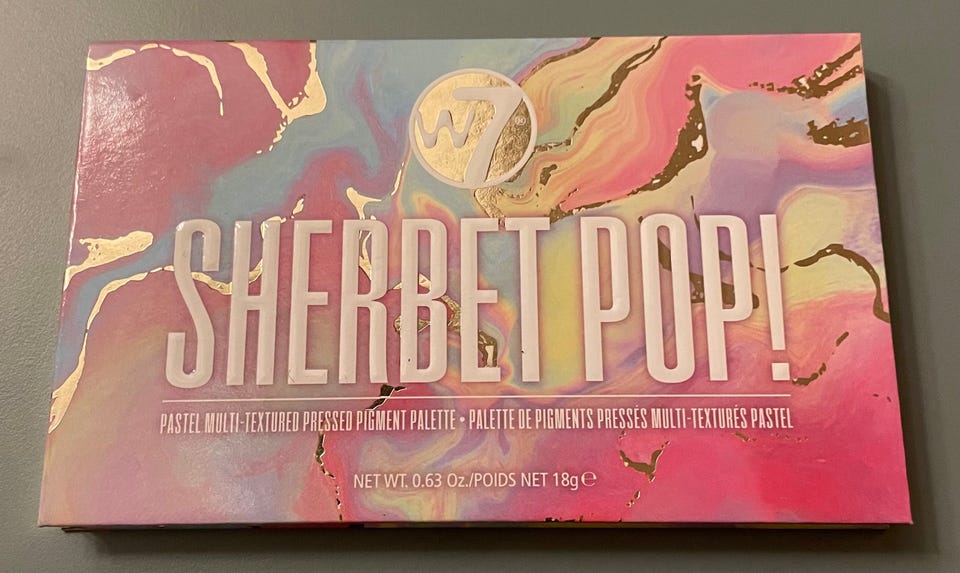 W7®
SHERBET POP!
PASTEL MULTI-TEXTURED PRESSED PIGMENT PALETTE • PALETTE DE PIGMENTS PRESSÉS MULTI-TEXTURÉS PASTEL
NET WT. 0.63 Oz./POIDS NET 18g℮